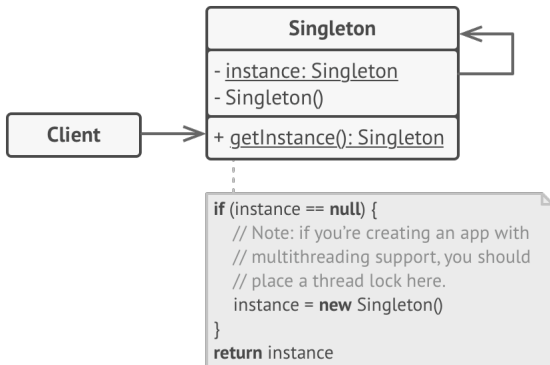 Singleton
- instance: Singleton
- Singleton()
Client
+ getInstance(): Singleton
if (instance == null) {
// Note: if you’re creating an app with
// multithreading support, you should
// place a thread lock here.
instance = new Singleton()
}
return instance